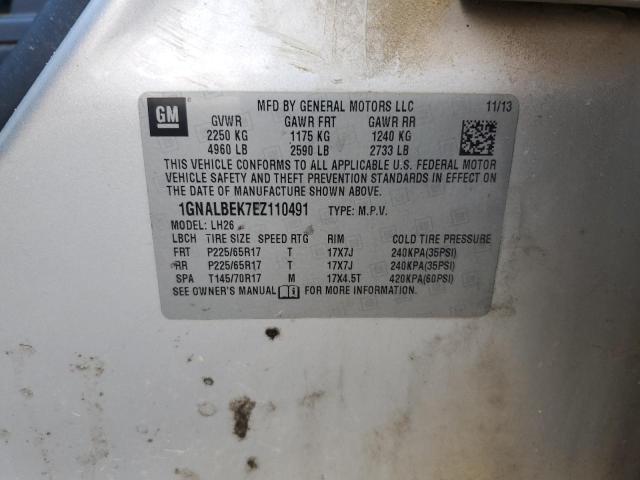 GM
MFD BY GENERAL MOTORS LLC 11/13
GVWR GAWR FRT GAWR RR
2250 KG 1175 KG 1240 KG
4960 LB 2590 LB 2733 LB
THIS VEHICLE CONFORMS TO ALL APPLICABLE U.S. FEDERAL MOTOR
VEHICLE SAFETY AND THEFT PREVENTION STANDARDS IN EFFECT ON
THE DATE OF MANUFACTURE SHOWN ABOVE.
1GNALBEK7EZ110491 TYPE: M.P.V.
MODEL: LH26
LBCH TIRE SIZE SPEED RTG RIM COLD TIRE PRESSURE
FRT P225/65R17 T 17X7J 240KPA(35PSI)
RR P225/65R17 T 17X7J 240KPA(35PSI)
SPA T145/70R17 M 17X4.5T 420KPA(60PSI)
SEE OWNER'S MANUAL FOR MORE INFORMATION.